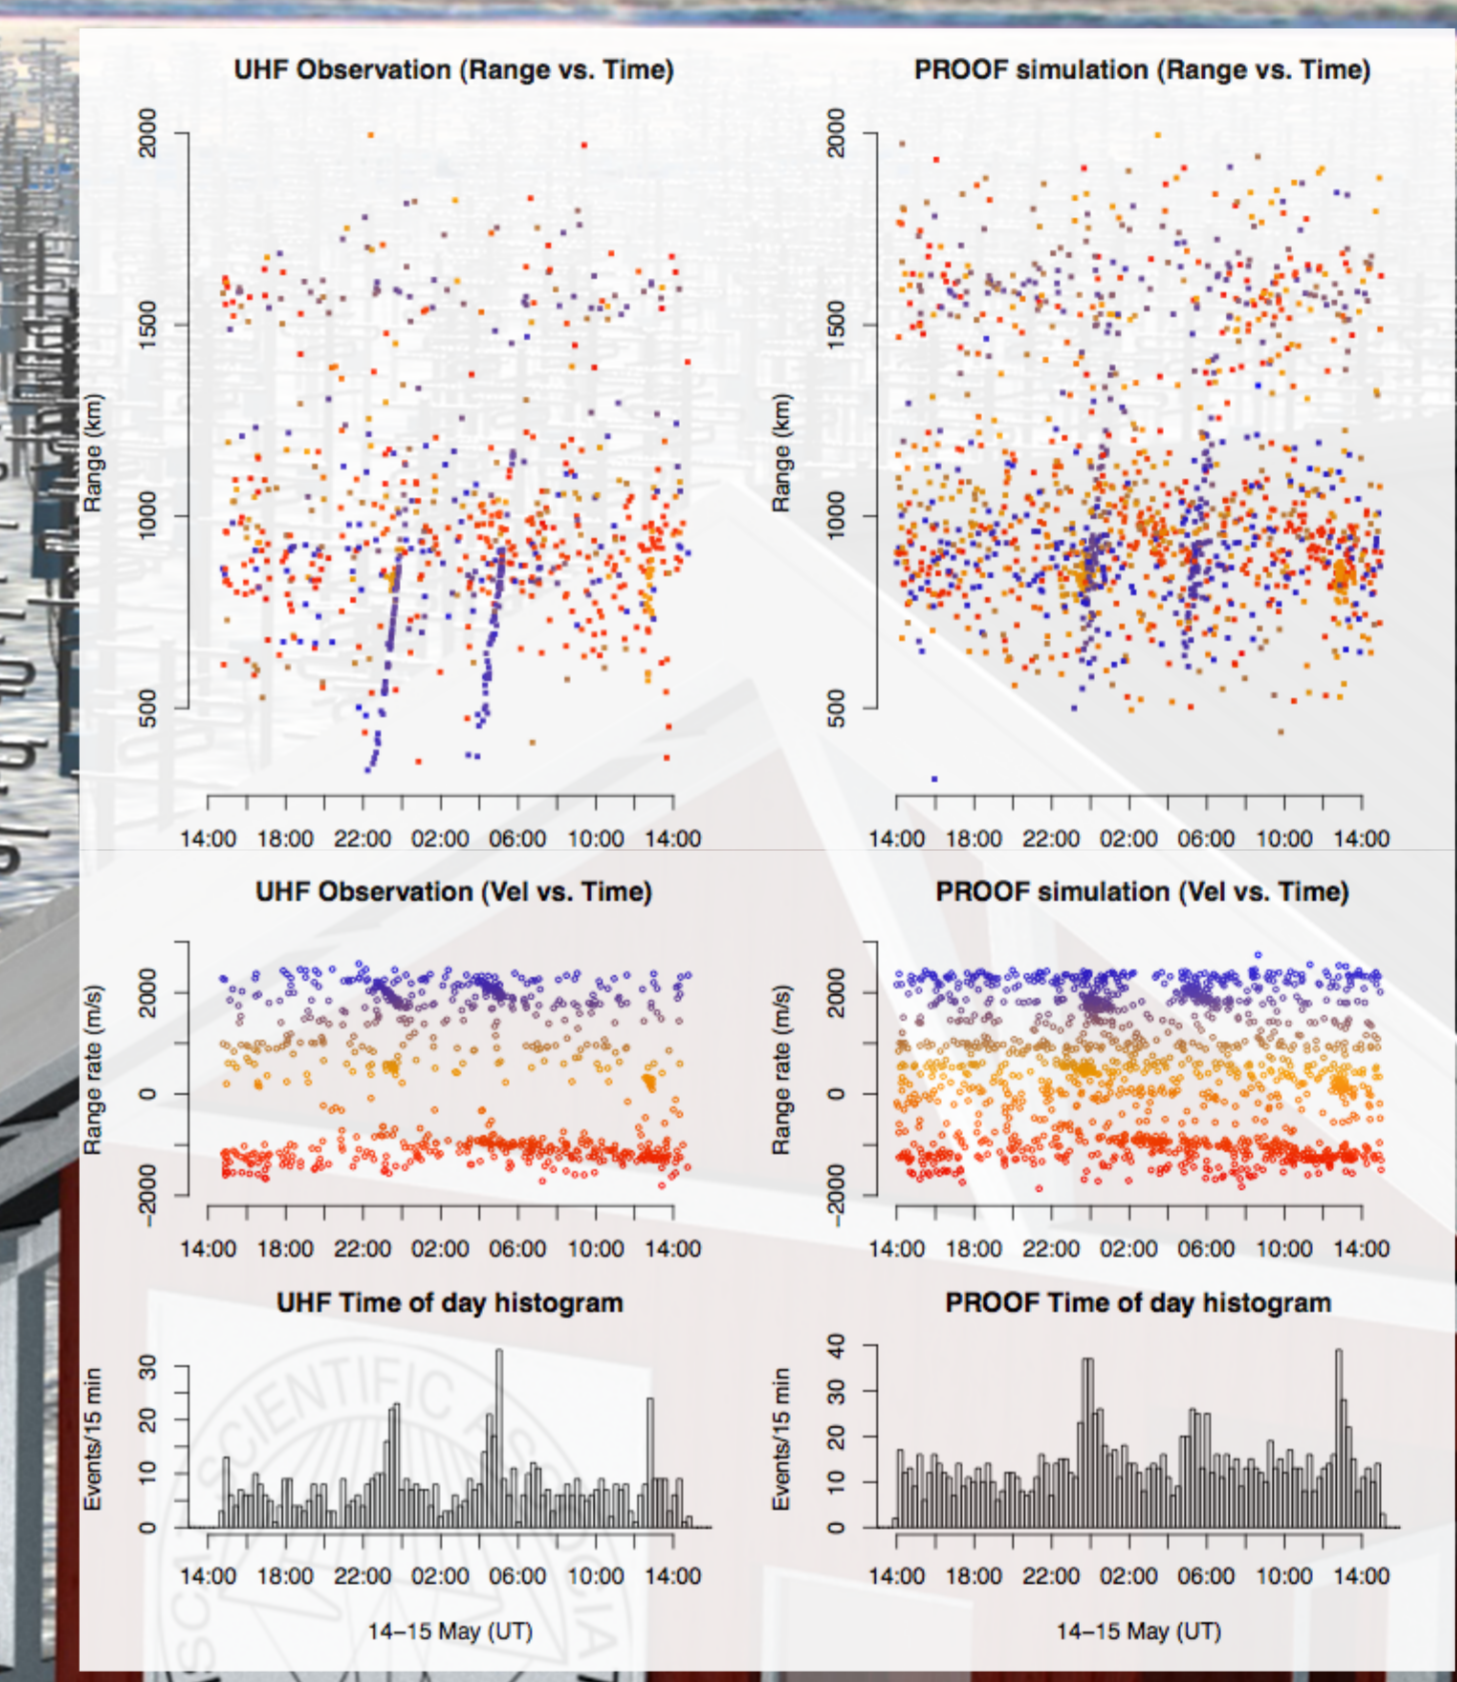 UHF Observation (Range vs. Time)
Range (km)
2000
1500
1000
500
14:00 18:00 22:00 02:00 06:00 10:00 14:00
PROOF simulation (Range vs. Time)
Range (km)
2000
1500
1000
500
14:00 18:00 22:00 02:00 06:00 10:00 14:00
UHF Observation (Vel vs. Time)
Range rate (m/s)
2000
0
−2000
14:00 18:00 22:00 02:00 06:00 10:00 14:00
PROOF simulation (Vel vs. Time)
Range rate (m/s)
2000
0
−2000
14:00 18:00 22:00 02:00 06:00 10:00 14:00
UHF Time of day histogram
Events/15 min
30
20
10
0
14:00 18:00 22:00 02:00 06:00 10:00 14:00
14−15 May (UT)
PROOF Time of day histogram
Events/15 min
40
30
20
10
0
14:00 18:00 22:00 02:00 06:00 10:00 14:00
14−15 May (UT)
SCIENTIFIC ASSOCIA